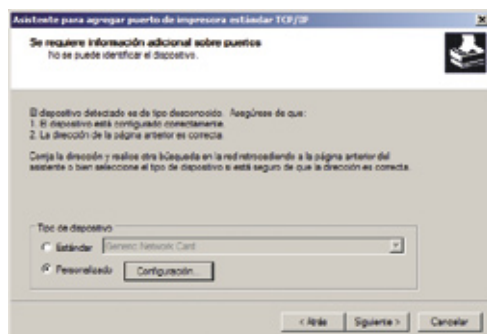 Asistente para agregar puerto de impresora estándar TCP/IP
Se requiere información adicional sobre puertos
No se puede identificar el dispositivo.
El dispositivo detectado es de tipo desconocido. Asegúrese de que:
1. El dispositivo está configurado correctamente.
2. La dirección de la página anterior es correcta.
Corrija la dirección y realice otra búsqueda en la red retrocediendo a la página anterior del
asistente o bien seleccione el tipo de dispositivo si está seguro de que la dirección es correcta.
Tipo de dispositivo
Estándar
Generic Network Card
Personalizado
Configuración...
< Atrás
Siguiente >
Cancelar